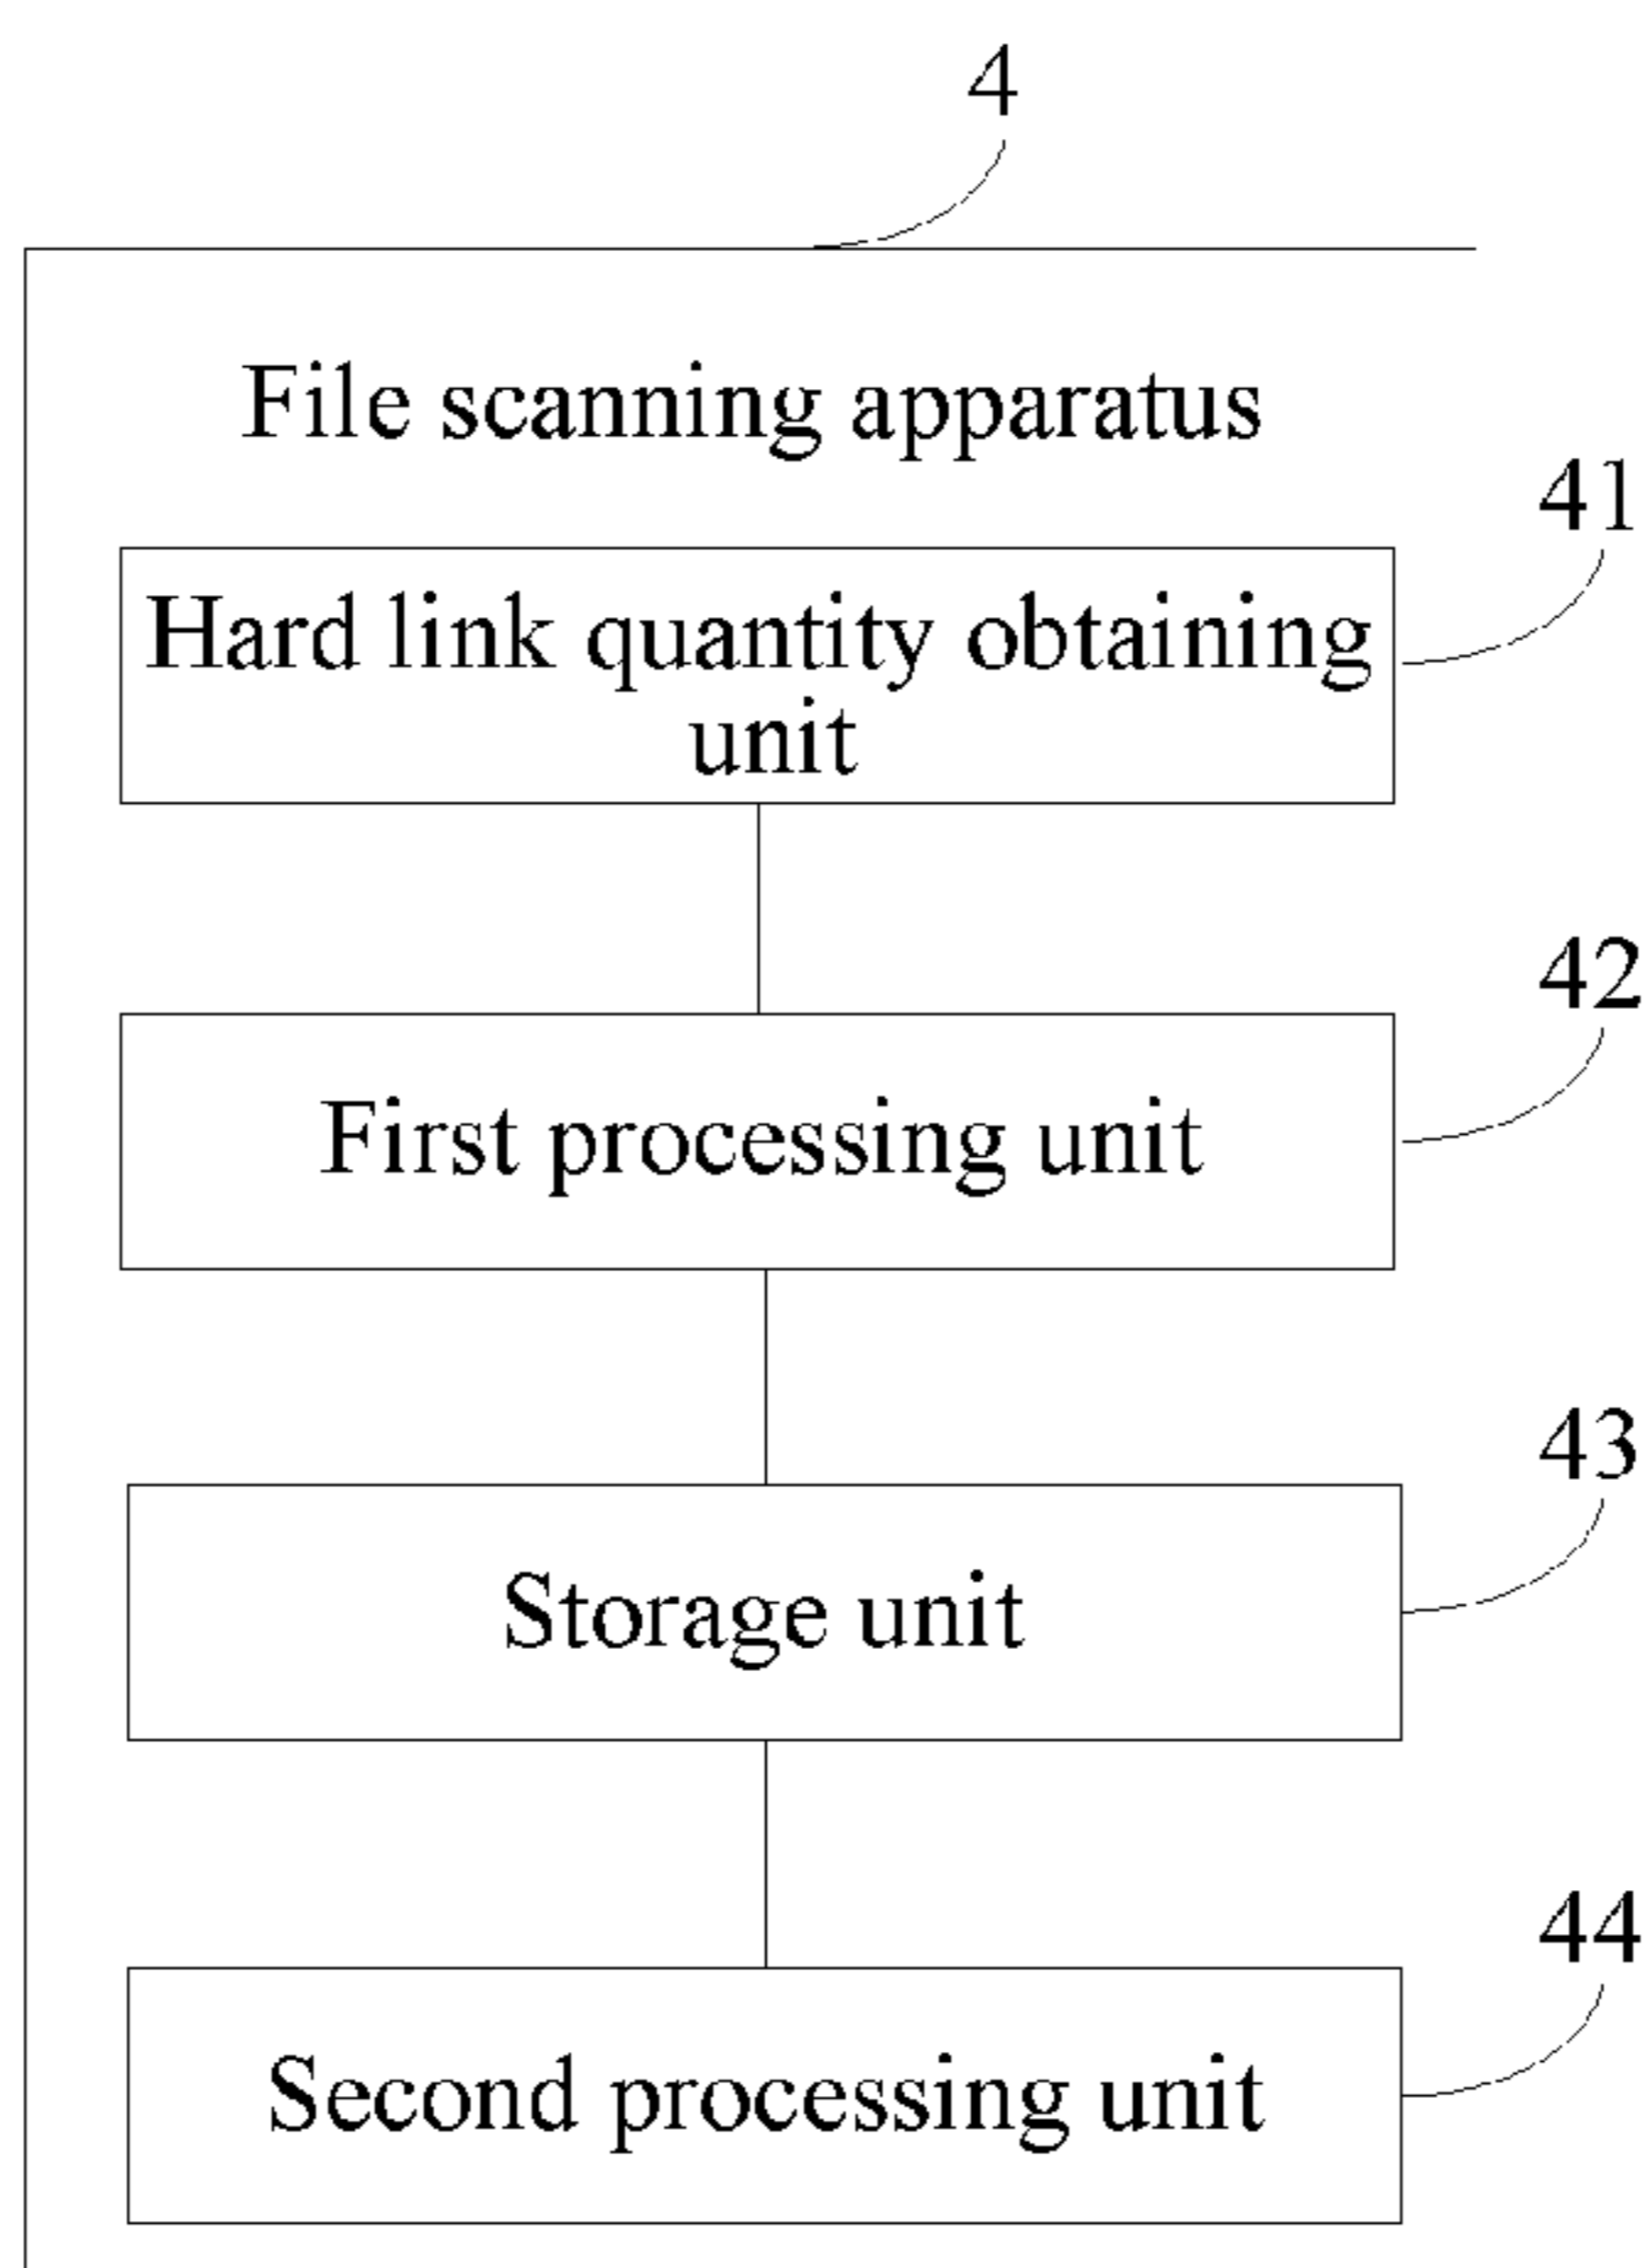 4
File scanning apparatus
41
Hard link quantity obtaining
unit
42
First processing unit
43
Storage unit
44
Second processing unit